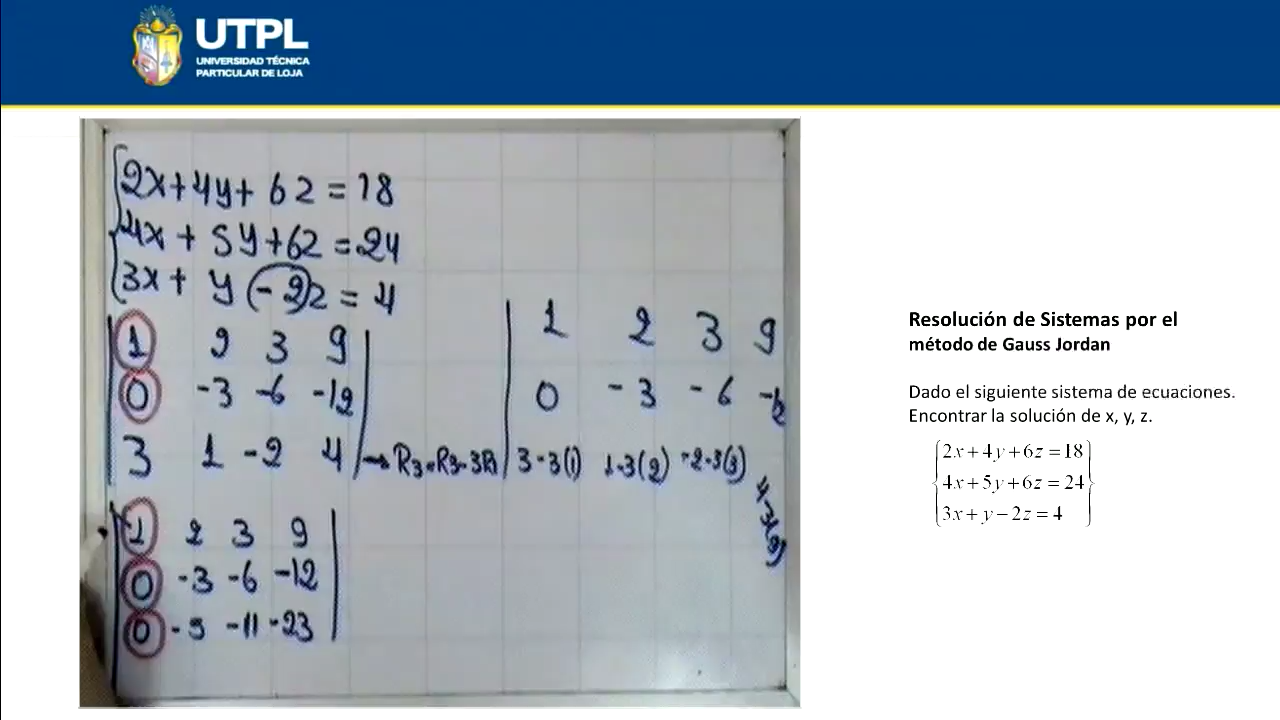 UTPL
UNIVERSIDAD TÉCNICA
PARTICULAR DE LOJA
2x+4y+6z=18
4x+5y+6z=24
3x+y-2z=4
1 2 3 9
0 -3 -6 -12
3 1 -2 4 → R3=R3-3R1
1 2 3 9
0 -3 -6 -12
3-3(1) 1-3(2) -2-3(3) 4-3(9)
1 2 3 9
0 -3 -6 -12
0 -5 -11 -23
Resolución de Sistemas por el
método de Gauss Jordan
Dado el siguiente sistema de ecuaciones.
Encontrar la solución de x, y, z.
2x+4y+6z=18
4x+5y+6z=24
3x+y−2z=4